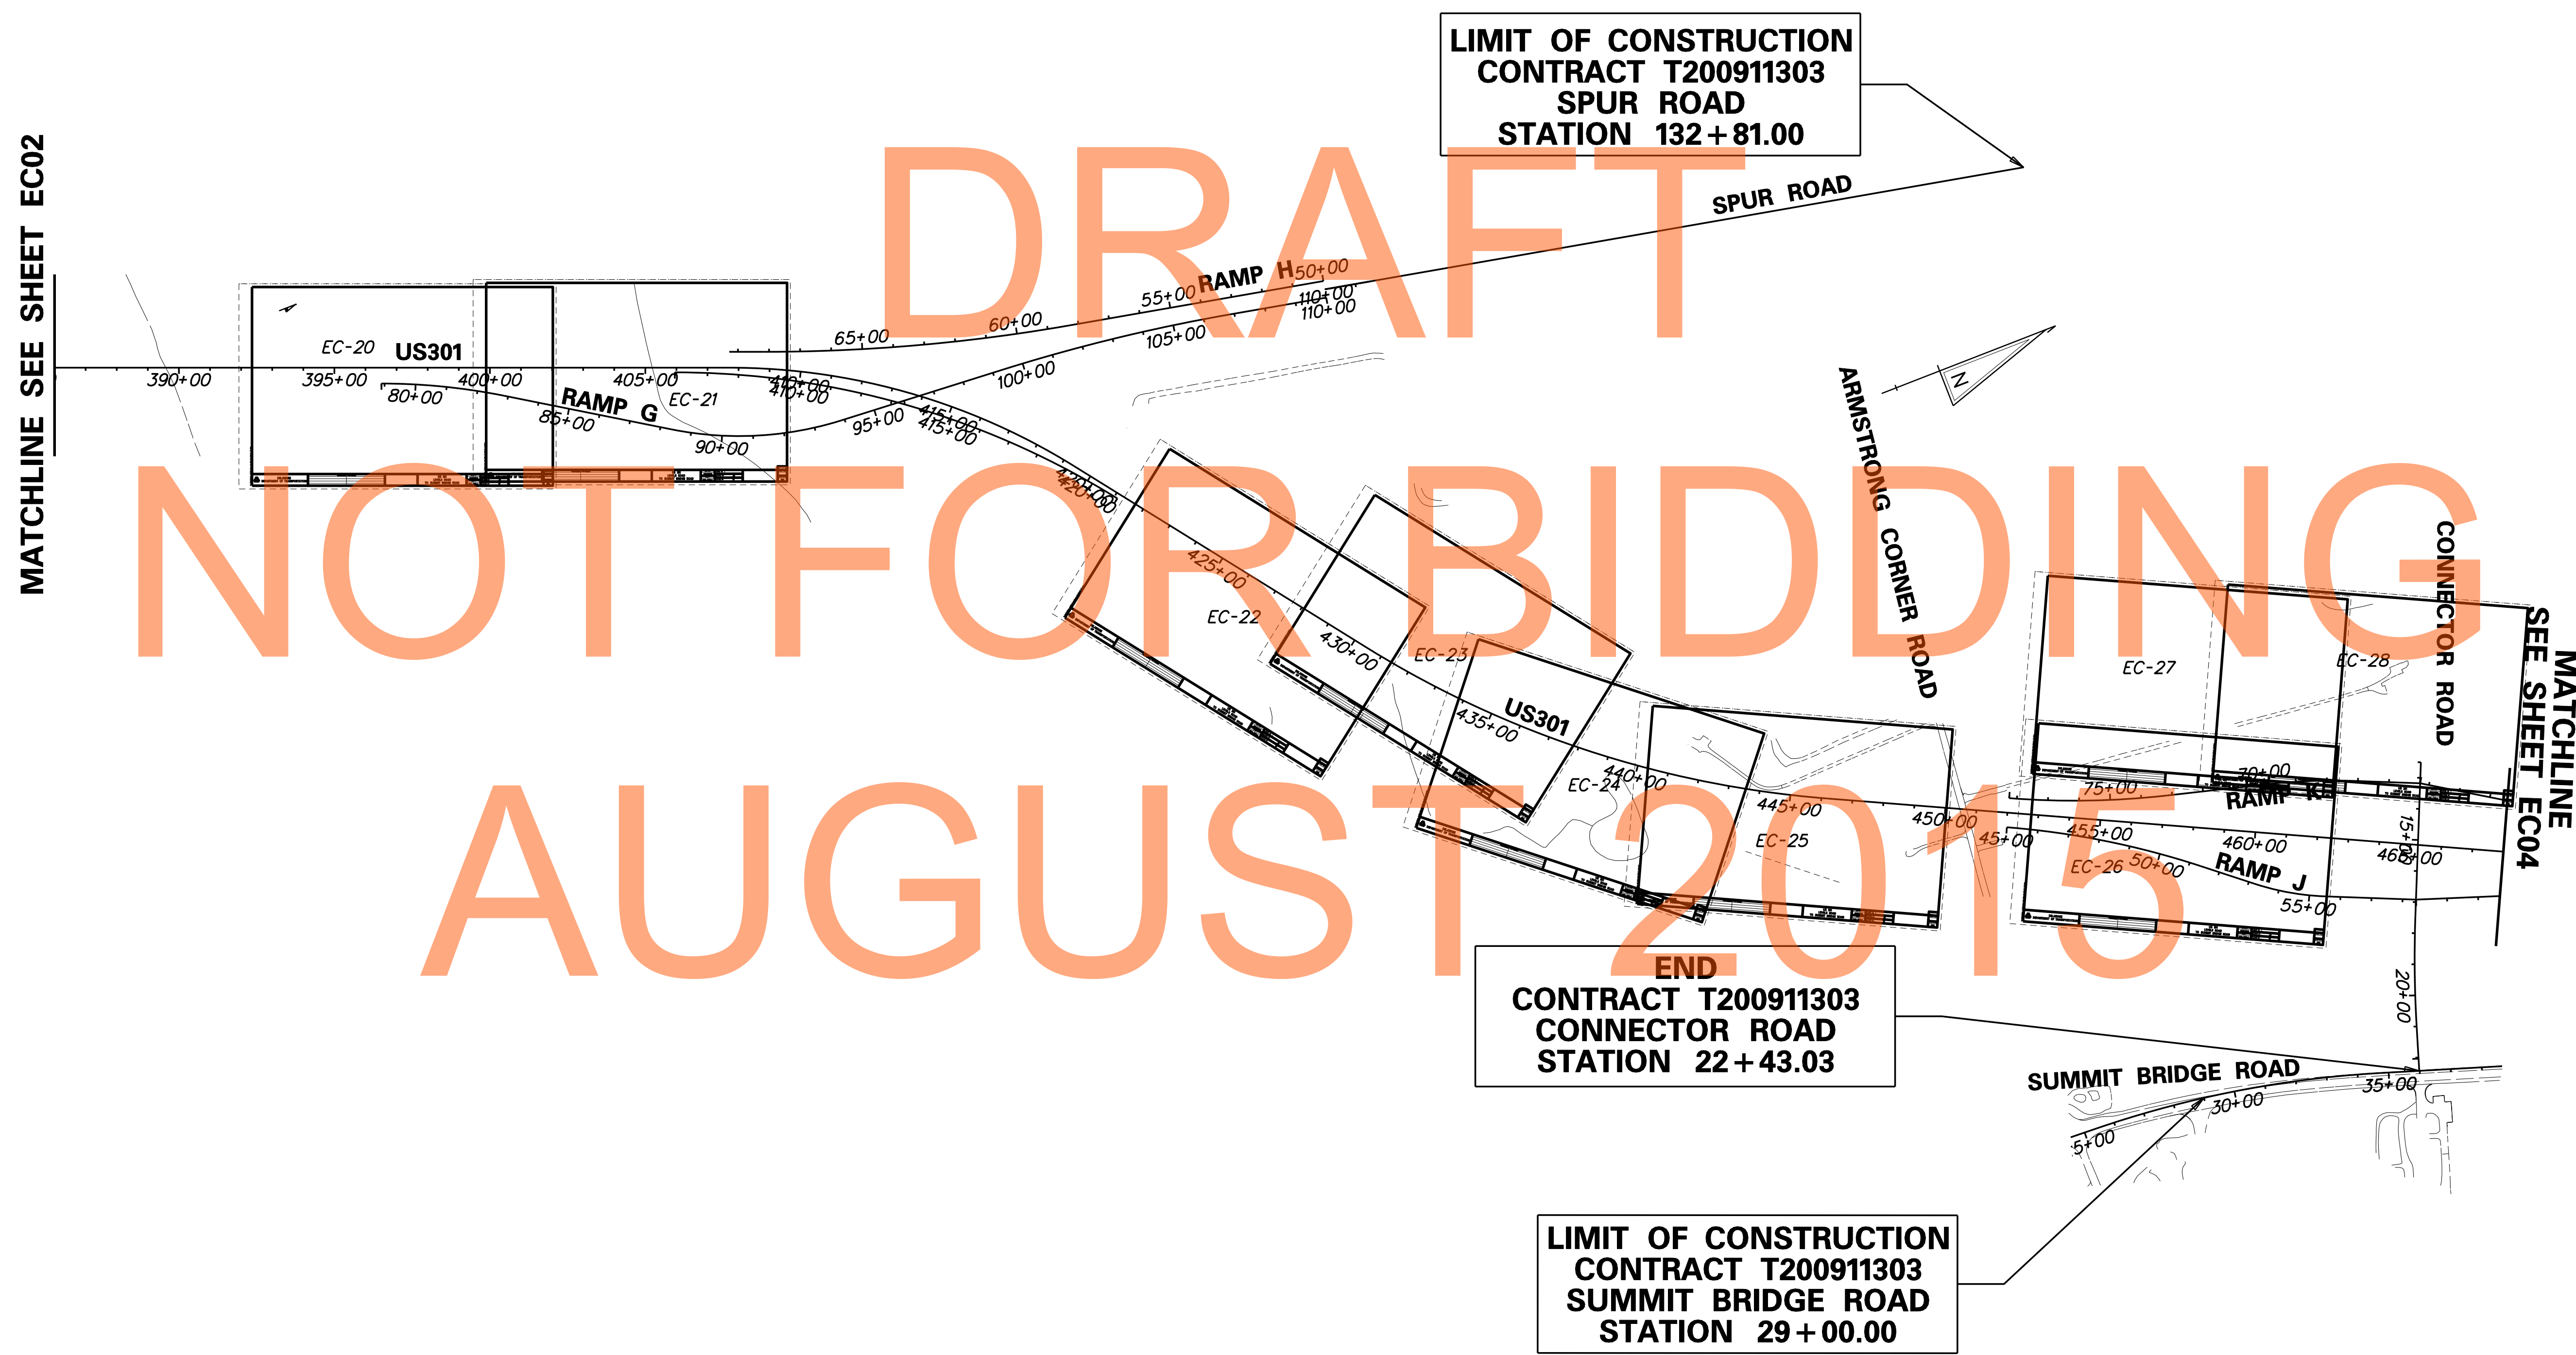 LIMIT OF CONSTRUCTION
CONTRACT T200911303
SPUR ROAD
STATION 132+81.00
DRAFT
NOT FOR BIDDING
AUGUST 2015
MATCHLINE SEE SHEET EC02
SPUR ROAD
RAMP H
50+00
55+00
60+00
65+00
110+00
110+00
105+00
100+00
95+00
EC-20
US301
390+00
395+00
400+00
405+00
410+00
410+00
80+00
RAMP G
85+00
EC-21
90+00
415+00
415+00
420+00
420+00
N
ARMSTRONG CORNER ROAD
CONNECTOR ROAD
425+00
EC-22
430+00
EC-23
435+00
US301
EC-24
440+00
445+00
EC-25
450+00
EC-27
EC-28
MATCHLINE
SEE SHEET EC04
75+00
70+00
RAMP K
45+00
455+00
460+00
465+00
15+00
EC-26
50+00
RAMP J
55+00
20+00
END
CONTRACT T200911303
CONNECTOR ROAD
STATION 22+43.03
SUMMIT BRIDGE ROAD
35+00
30+00
5+00
LIMIT OF CONSTRUCTION
CONTRACT T200911303
SUMMIT BRIDGE ROAD
STATION 29+00.00